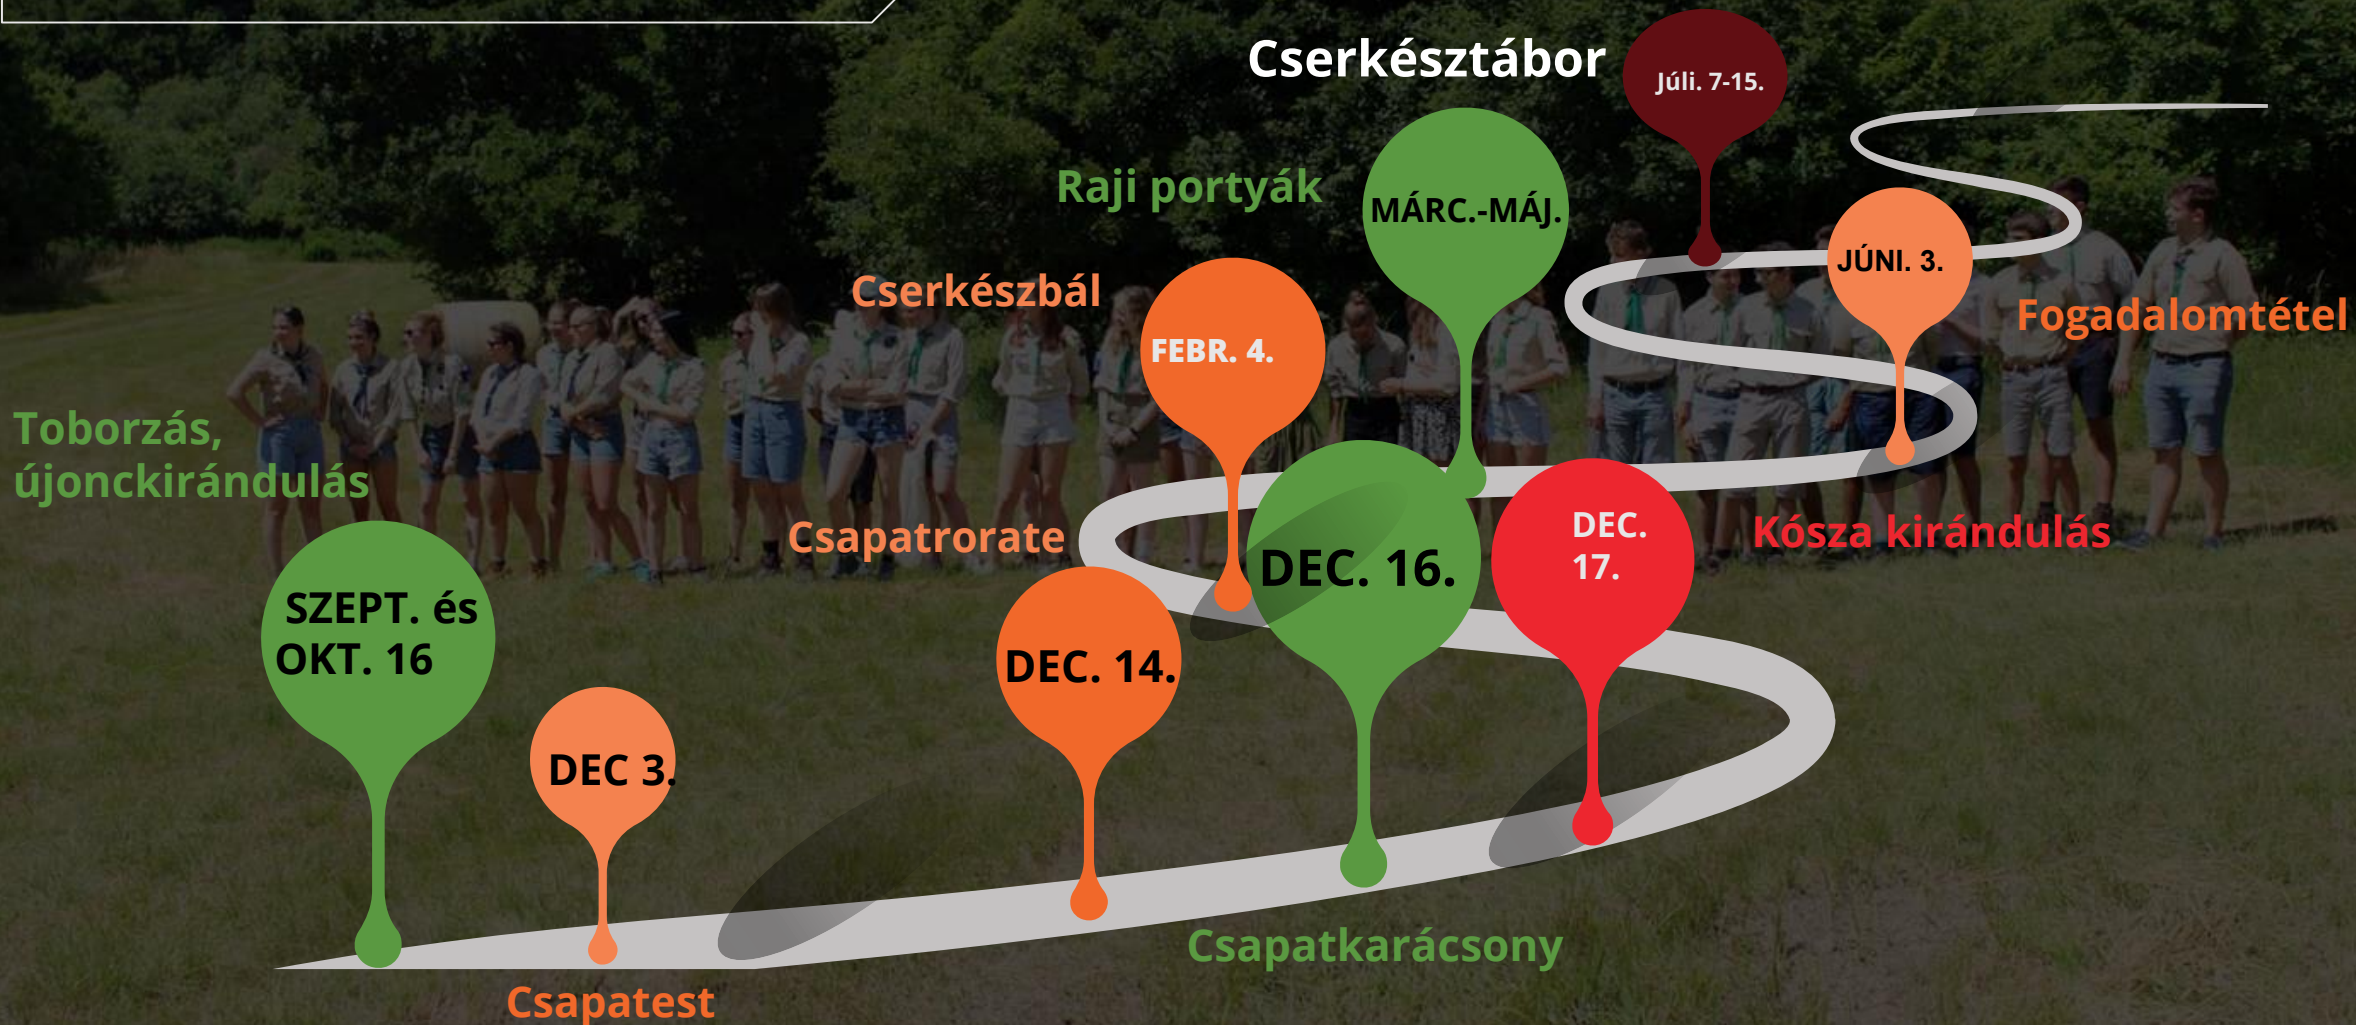 Cserkésztábor
Júli. 7-15.
Raji portyák
MÁRC.-MÁJ.
JÚNI. 3.
Fogadalomtétel
Cserkészbál
FEBR. 4.
Toborzás,
újonckirándulás
SZEPT. és
OKT. 16
Csapatrorate
DEC. 14.
DEC. 16.
DEC.
17.
Kósza kirándulás
DEC 3.
Csapatkarácsony
Csapatest